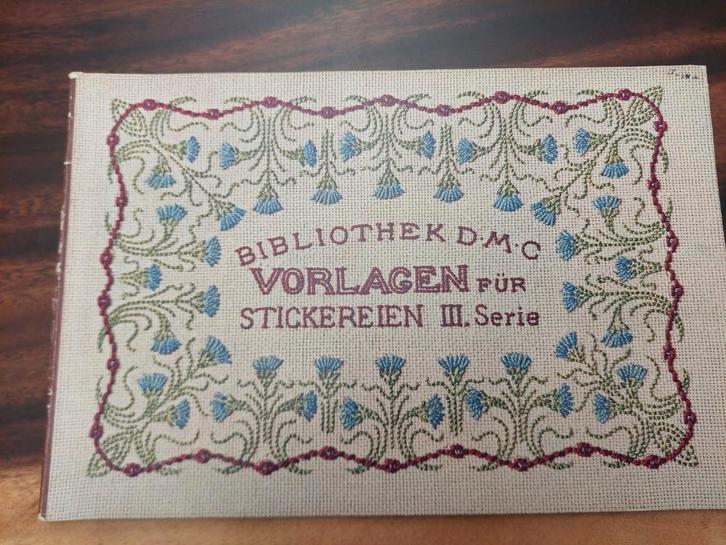 BIBLIOTHEK D·M·C
VORLAGEN FÜR
STICKEREIEN III. Serie